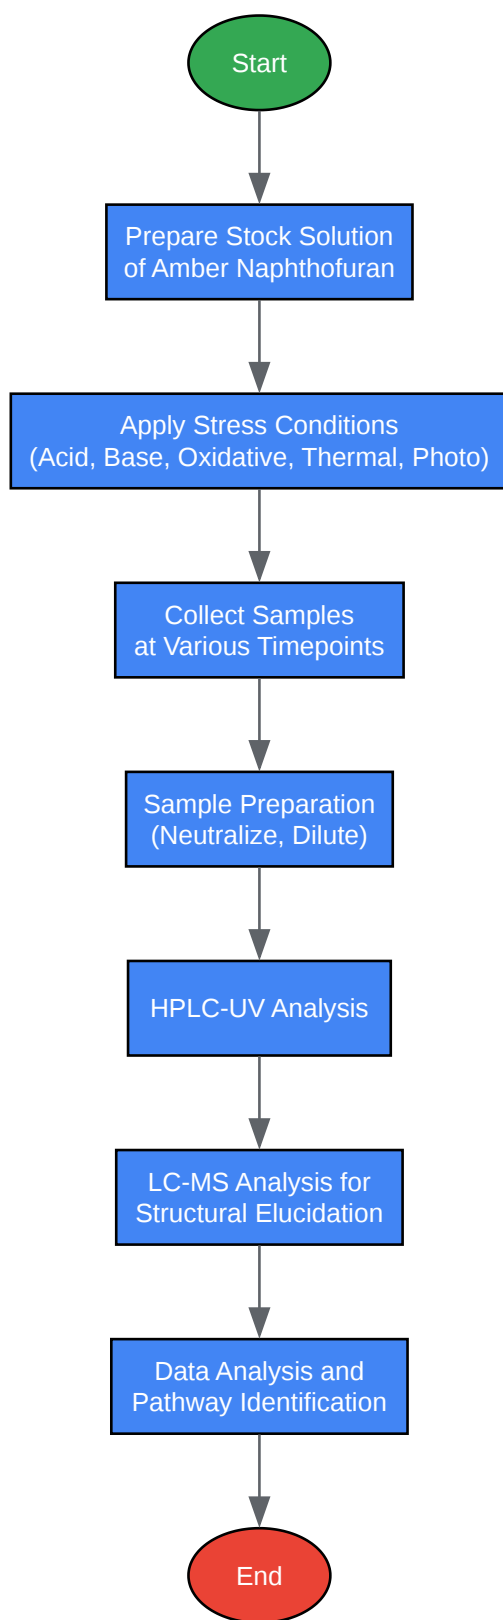 Start
Prepare Stock Solution
of Amber Naphthofuran
Apply Stress Conditions
(Acid, Base, Oxidative, Thermal, Photo)
Collect Samples
at Various Timepoints
Sample Preparation
(Neutralize, Dilute)
HPLC-UV Analysis
LC-MS Analysis for
Structural Elucidation
Data Analysis and
Pathway Identification
End